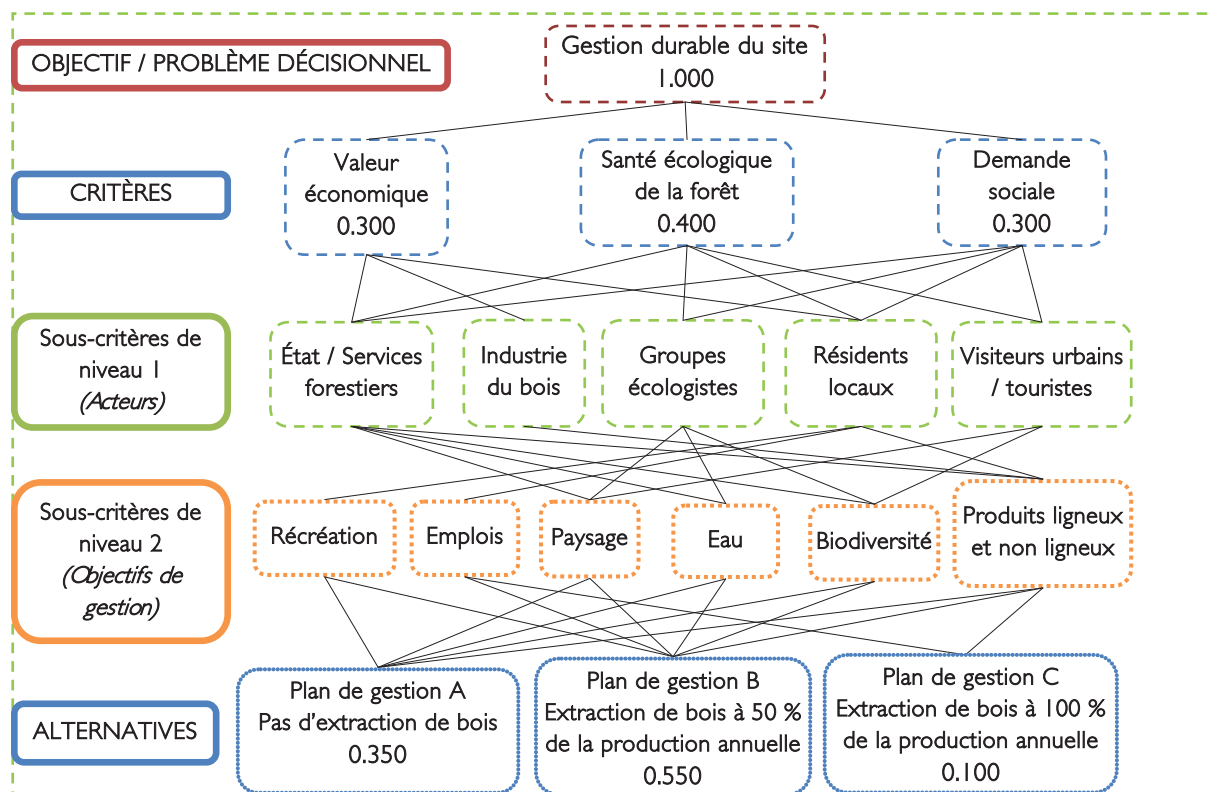 OBJECTIF / PROBLÈME DÉCISIONNEL
Gestion durable du site
1.000
CRITÈRES
Valeur
économique
0.300
Santé écologique
de la forêt
0.400
Demande
sociale
0.300
Sous-critères de
niveau 1
(Acteurs)
État / Services
forestiers
Industrie
du bois
Groupes
écologistes
Résidents
locaux
Visiteurs urbains
/ touristes
Sous-critères de
niveau 2
(Objectifs de
gestion)
Récréation
Emplois
Paysage
Eau
Biodiversité
Produits ligneux
et non ligneux
ALTERNATIVES
Plan de gestion A
Pas d’extraction de bois
0.350
Plan de gestion B
Extraction de bois à 50 %
de la production annuelle
0.550
Plan de gestion C
Extraction de bois à 100 %
de la production annuelle
0.100